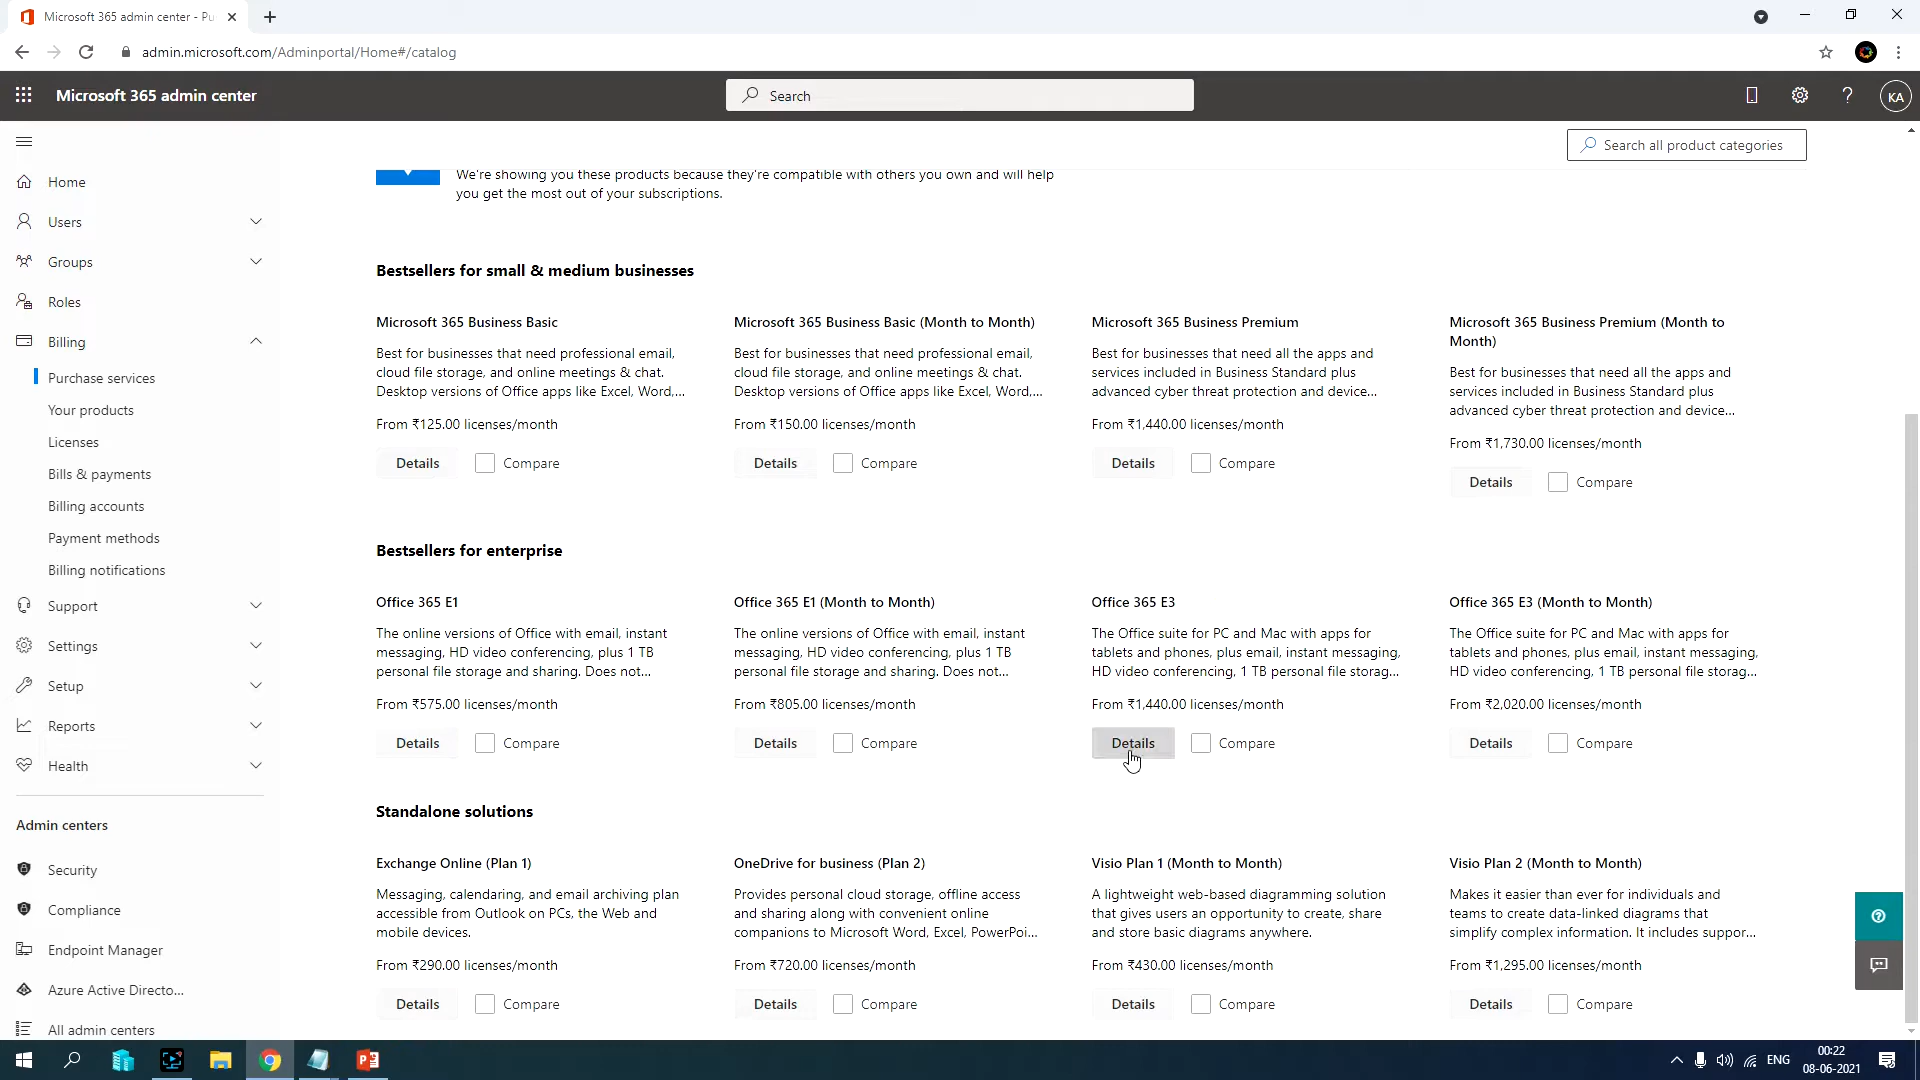 Microsoft 365 admin center - Pu
admin.microsoft.com/Adminportal/Home#/catalog
Microsoft 365 admin center
Search
KA
Search all product categories
Home
Users
Groups
Roles
Billing
Purchase services
Your products
Licenses
Bills & payments
Billing accounts
Payment methods
Billing notifications
Support
Settings
Setup
Reports
Health
Admin centers
Security
Compliance
Endpoint Manager
Azure Active Directo...
All admin centers
We're showing you these products because they're compatible with others you own and will help
you get the most out of your subscriptions.
Bestsellers for small & medium businesses
Microsoft 365 Business Basic
Best for businesses that need professional email,
cloud file storage, and online meetings & chat.
Desktop versions of Office apps like Excel, Word,...
From ₹125.00 licenses/month
Details
Compare
Microsoft 365 Business Basic (Month to Month)
Best for businesses that need professional email,
cloud file storage, and online meetings & chat.
Desktop versions of Office apps like Excel, Word,...
From ₹150.00 licenses/month
Details
Compare
Microsoft 365 Business Premium
Best for businesses that need all the apps and
services included in Business Standard plus
advanced cyber threat protection and device...
From ₹1,440.00 licenses/month
Details
Compare
Microsoft 365 Business Premium (Month to
Month)
Best for businesses that need all the apps and
services included in Business Standard plus
advanced cyber threat protection and device...
From ₹1,730.00 licenses/month
Details
Compare
Bestsellers for enterprise
Office 365 E1
The online versions of Office with email, instant
messaging, HD video conferencing, plus 1 TB
personal file storage and sharing. Does not...
From ₹575.00 licenses/month
Details
Compare
Office 365 E1 (Month to Month)
The online versions of Office with email, instant
messaging, HD video conferencing, plus 1 TB
personal file storage and sharing. Does not...
From ₹805.00 licenses/month
Details
Compare
Office 365 E3
The Office suite for PC and Mac with apps for
tablets and phones, plus email, instant messaging,
HD video conferencing, 1 TB personal file storag...
From ₹1,440.00 licenses/month
Details
Compare
Office 365 E3 (Month to Month)
The Office suite for PC and Mac with apps for
tablets and phones, plus email, instant messaging,
HD video conferencing, 1 TB personal file storag...
From ₹2,020.00 licenses/month
Details
Compare
Standalone solutions
Exchange Online (Plan 1)
Messaging, calendaring, and email archiving plan
accessible from Outlook on PCs, the Web and
mobile devices.
From ₹290.00 licenses/month
Details
Compare
OneDrive for business (Plan 2)
Provides personal cloud storage, offline access
and sharing along with convenient online
companions to Microsoft Word, Excel, PowerPoi...
From ₹720.00 licenses/month
Details
Compare
Visio Plan 1 (Month to Month)
A lightweight web-based diagramming solution
that gives users an opportunity to create, share
and store basic diagrams anywhere.
From ₹430.00 licenses/month
Details
Compare
Visio Plan 2 (Month to Month)
Makes it easier than ever for individuals and
teams to create data-linked diagrams that
simplify complex information. It includes suppor...
From ₹1,295.00 licenses/month
Details
Compare
ENG
00:22
08-06-2021